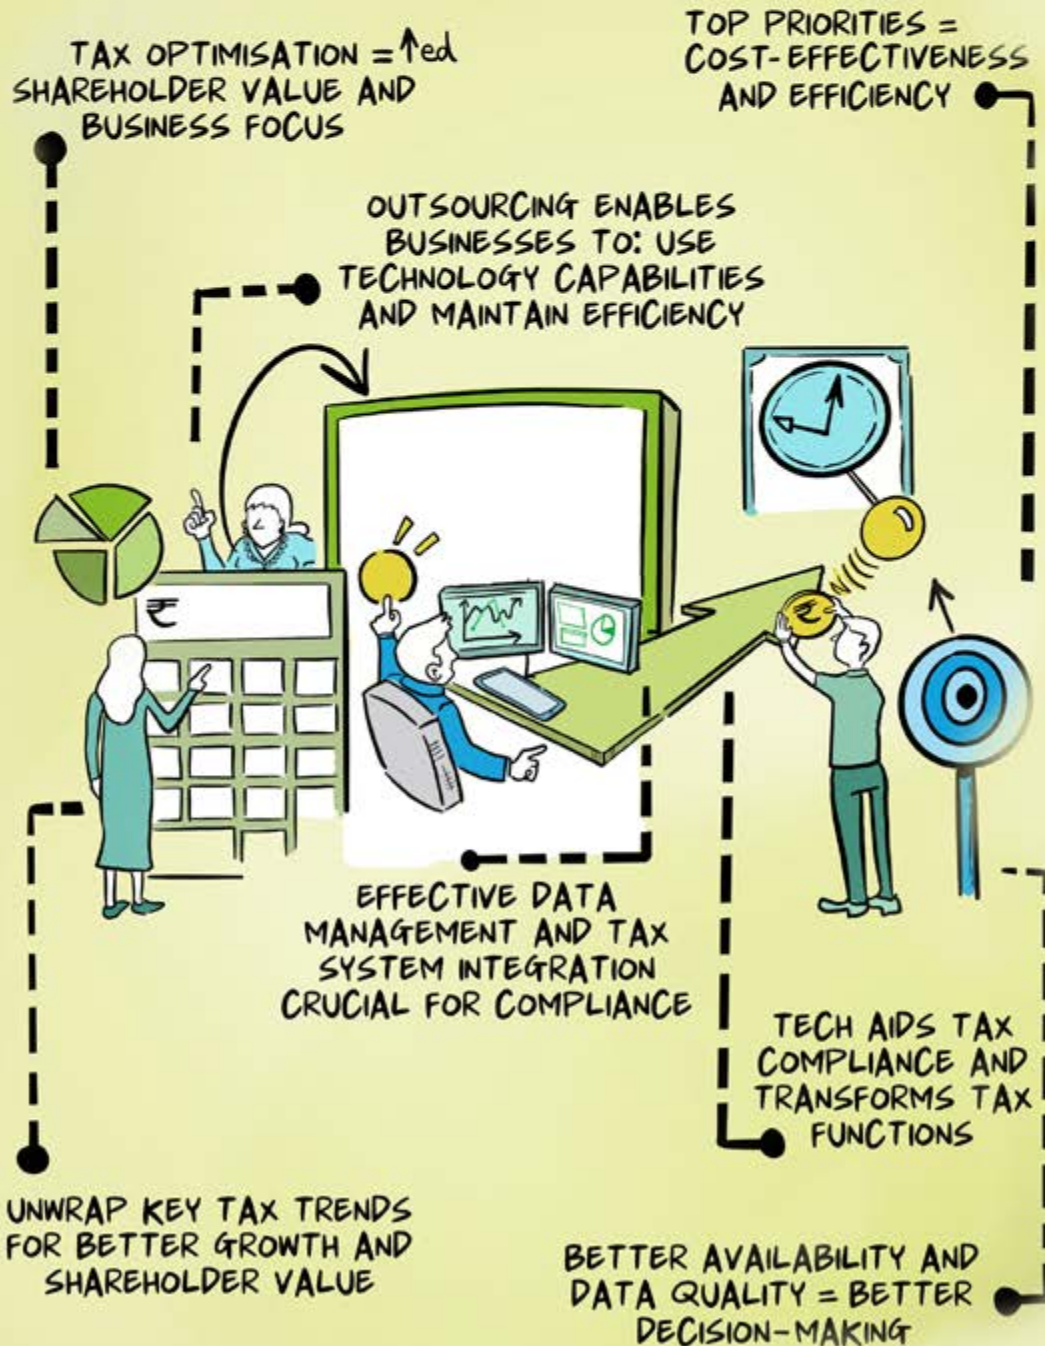 TAX OPTIMISATION = ↑ed
SHAREHOLDER VALUE AND
BUSINESS FOCUS
TOP PRIORITIES =
COST-EFFECTIVENESS
AND EFFICIENCY
OUTSOURCING ENABLES
BUSINESSES TO: USE
TECHNOLOGY CAPABILITIES
AND MAINTAIN EFFICIENCY
₹
₹
EFFECTIVE DATA
MANAGEMENT AND TAX
SYSTEM INTEGRATION
CRUCIAL FOR COMPLIANCE
TECH AIDS TAX
COMPLIANCE AND
TRANSFORMS TAX
FUNCTIONS
UNWRAP KEY TAX TRENDS
FOR BETTER GROWTH AND
SHAREHOLDER VALUE
BETTER AVAILABILITY AND
DATA QUALITY = BETTER
DECISION-MAKING